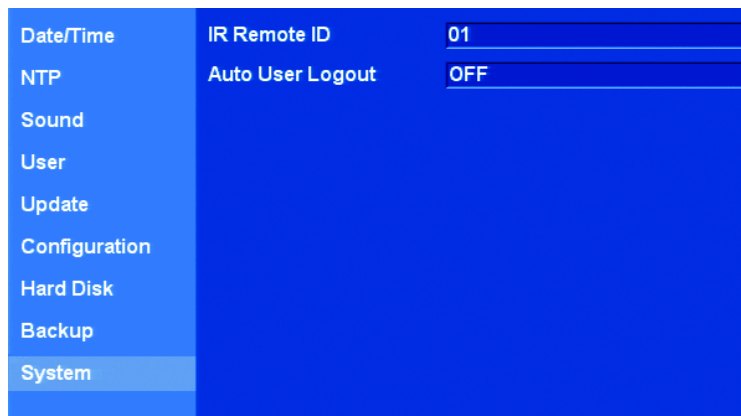 Date/Time
NTP
Sound
User
Update
Configuration
Hard Disk
Backup
System
IR Remote ID 01
Auto User Logout OFF